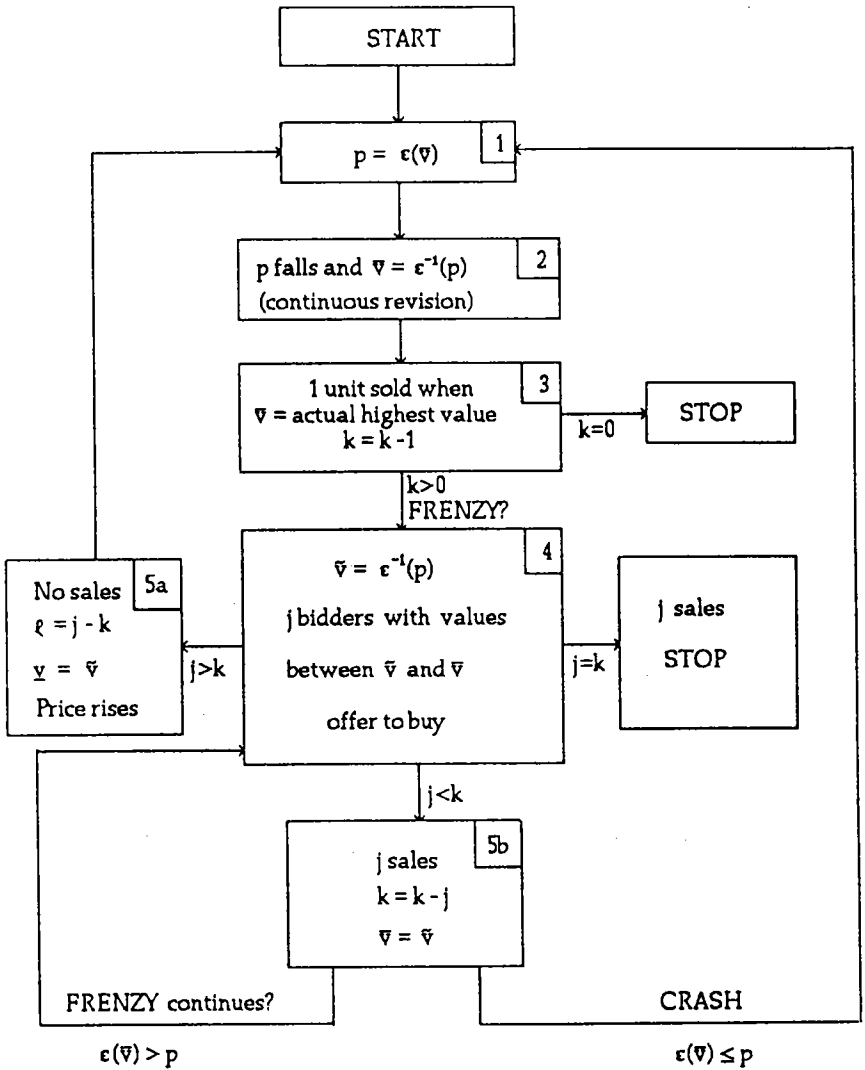 START
1
p = ε(v̅)
2
p falls and v̅ = ε⁻¹(p)
(continuous revision)
3
1 unit sold when
v̅ = actual highest value
k = k -1
k=0
STOP
k>0
FRENZY?
4
ṽ = ε⁻¹(p)
j bidders with values
between ṽ and v̅
offer to buy
5a
No sales
ℓ = j - k
v̲ = ṽ
Price rises
j>k
j=k
j sales
STOP
j<k
5b
j sales
k = k - j
v̅ = ṽ
FRENZY continues?
CRASH
ε(v̅) > p
ε(v̅) ≤ p